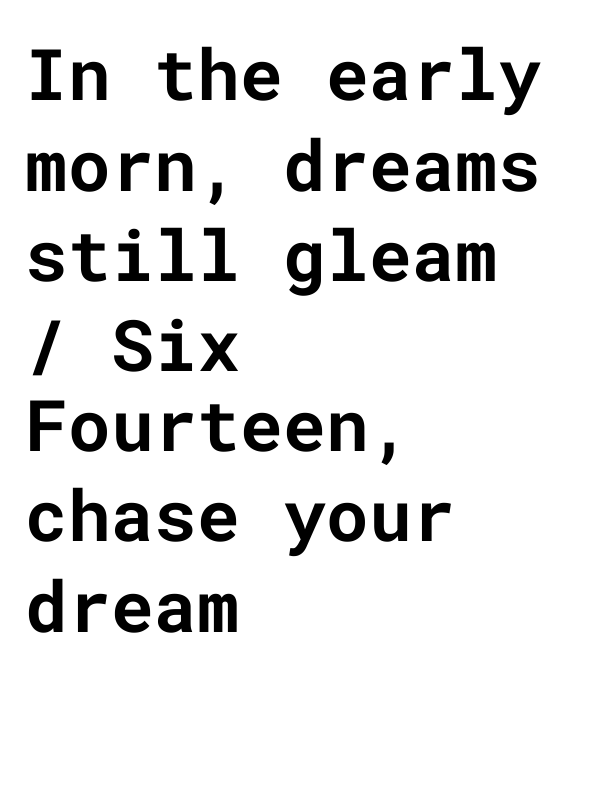 In the early
morn, dreams
still gleam
/ Six
Fourteen,
chase your
dream